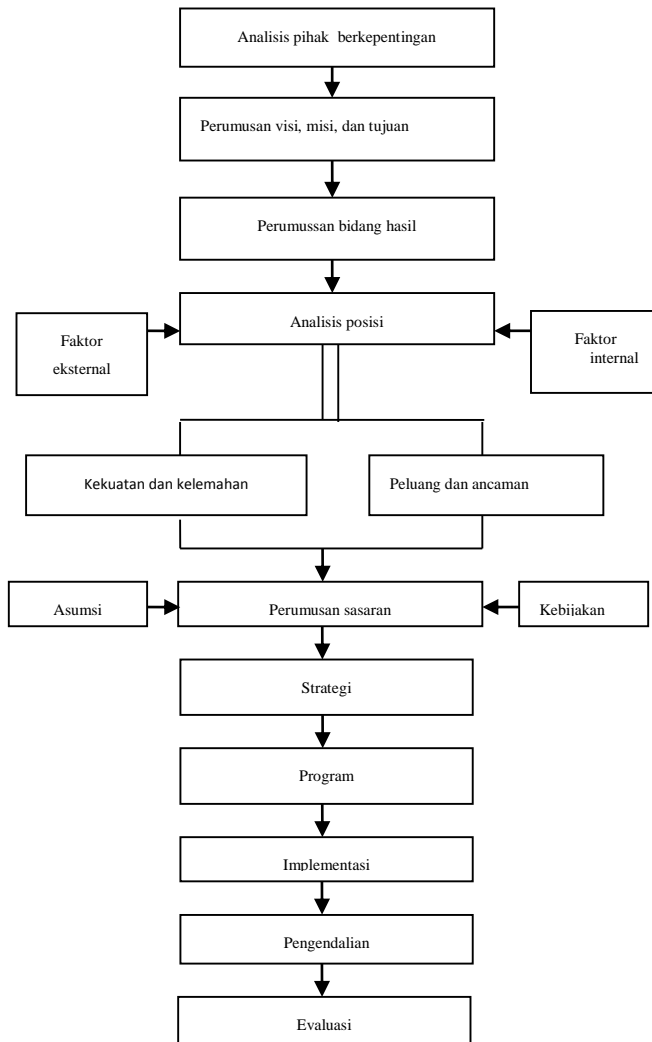 Analisis pihak berkepentingan
Perumusan visi, misi, dan tujuan
Perumussan bidang hasil
Analisis posisi
Faktor
eksternal
Faktor
internal
Kekuatan dan kelemahan
Peluang dan ancaman
Asumsi
Perumusan sasaran
Kebijakan
Strategi
Program
Implementasi
Pengendalian
Evaluasi